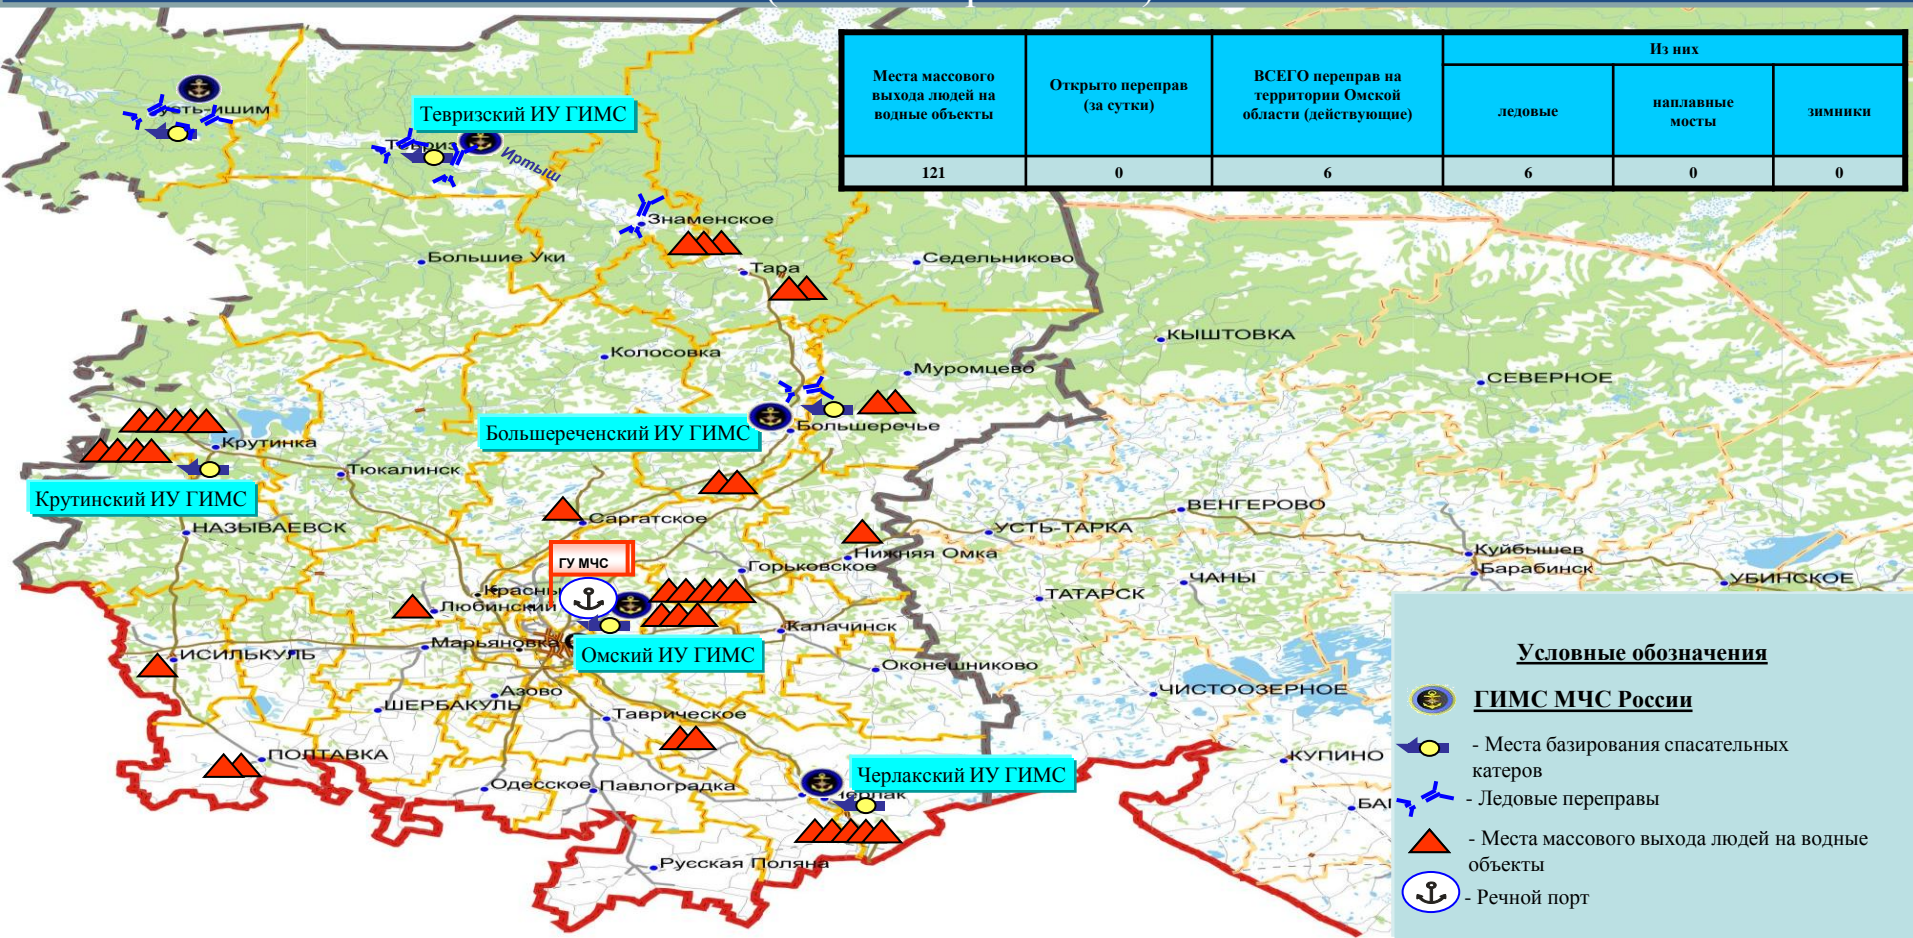 Из них
Места массового
выхода людей на
водные объекты
Открыто переправ
(за сутки)
ВСЕГО переправ на
территории Омской
области (действующие)
ледовые
наплавные
мосты
зимники
121
0
6
6
0
0
Тевризский ИУ ГИМС
Иртыш
Знаменское
Большие Уки
Тара
Седельниково
КЫШТОВКА
Колосовка
Муромцево
СЕВЕРНОЕ
Большереченский ИУ ГИМС
Большеречье
Крутинка
Тюкалинск
Крутинский ИУ ГИМС
ВЕНГЕРОВО
НАЗЫВАЕВСК
Саргатское
УСТЬ-ТАРКА
Нижняя Омка
Куйбышев
ГУ МЧС
Горьковское
Барабинск
ЧАНЫ
УБИНСКОЕ
Красны
Любинский
ТАТАРСК
Калачинск
Марьяновка
Омский ИУ ГИМС
ИСИЛЬКУЛЬ
Оконешниково
Азово
ЧИСТООЗЕРНОЕ
ШЕРБАКУЛЬ
Таврическое
ПОЛТАВКА
КУПИНО
Черлакский ИУ ГИМС
Одесское
Павлоградка
Русская Поляна
Условные обозначения
ГИМС МЧС России
- Места базирования спасательных
катеров
- Ледовые переправы
- Места массового выхода людей на водные
объекты
- Речной порт